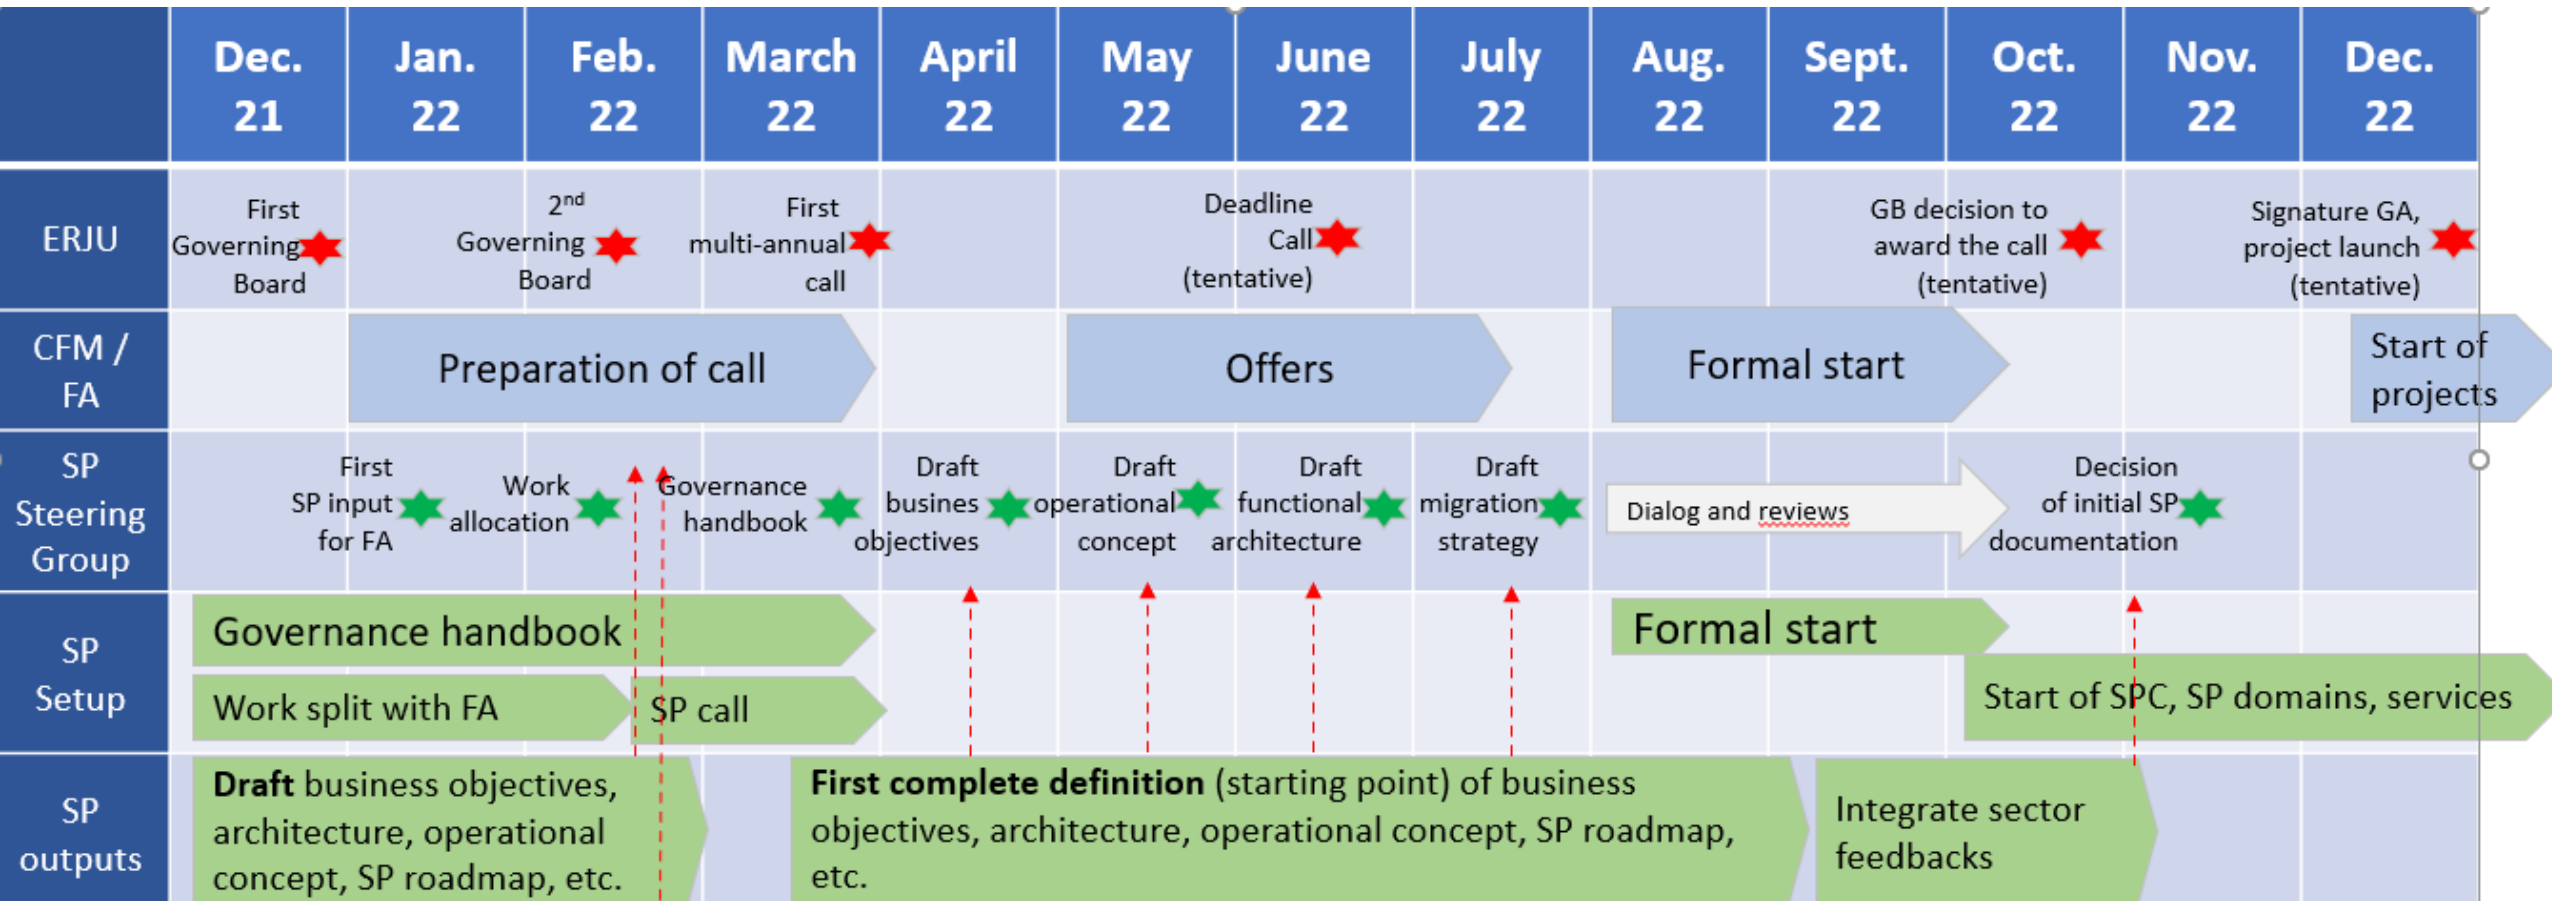 Dec.
21
Jan.
22
Feb.
22
March
22
April
22
May
22
June
22
July
22
Aug.
22
Sept.
22
Oct.
22
Nov.
22
Dec.
22
ERJU
First
Governing
Board
2nd
Governing
Board
First
multi-annual
call
Deadline
Call
(tentative)
GB decision to
award the call
(tentative)
Signature GA,
project launch
(tentative)
CFM /
FA
Preparation of call
Offers
Formal start
Start of
projects
SP
Steering
Group
First
SP input
for FA
Work
allocation
Governance
handbook
Draft
busines
objectives
Draft
operational
concept
Draft
functional
architecture
Draft
migration
strategy
Dialog and reviews
Decision
of initial SP
documentation
SP
Setup
Governance handbook
Work split with FA
SP call
Formal start
Start of SPC, SP domains, services
SP
outputs
Draft business objectives,
architecture, operational
concept, SP roadmap, etc.
First complete definition (starting point) of business
objectives, architecture, operational concept, SP roadmap,
etc.
Integrate sector
feedbacks